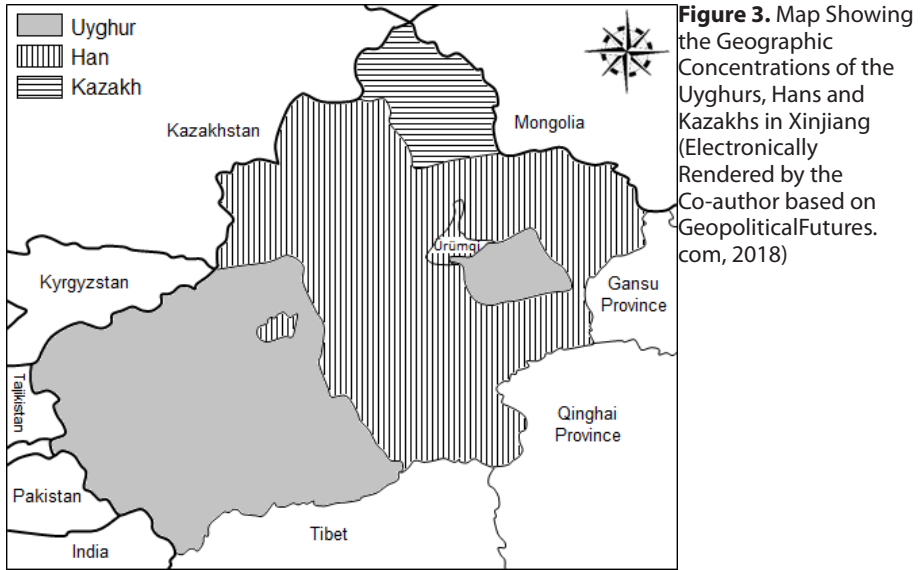 Uyghur
Han
Kazakh
Kazakhstan
Mongolia
Ürümqi
Kyrgyzstan
Gansu
Province
Tajikistan
Qinghai
Province
Pakistan
Tibet
India
Figure 3. Map Showing
the Geographic
Concentrations of the
Uyghurs, Hans and
Kazakhs in Xinjiang
(Electronically
Rendered by the
Co-author based on
GeopoliticalFutures.
com, 2018)